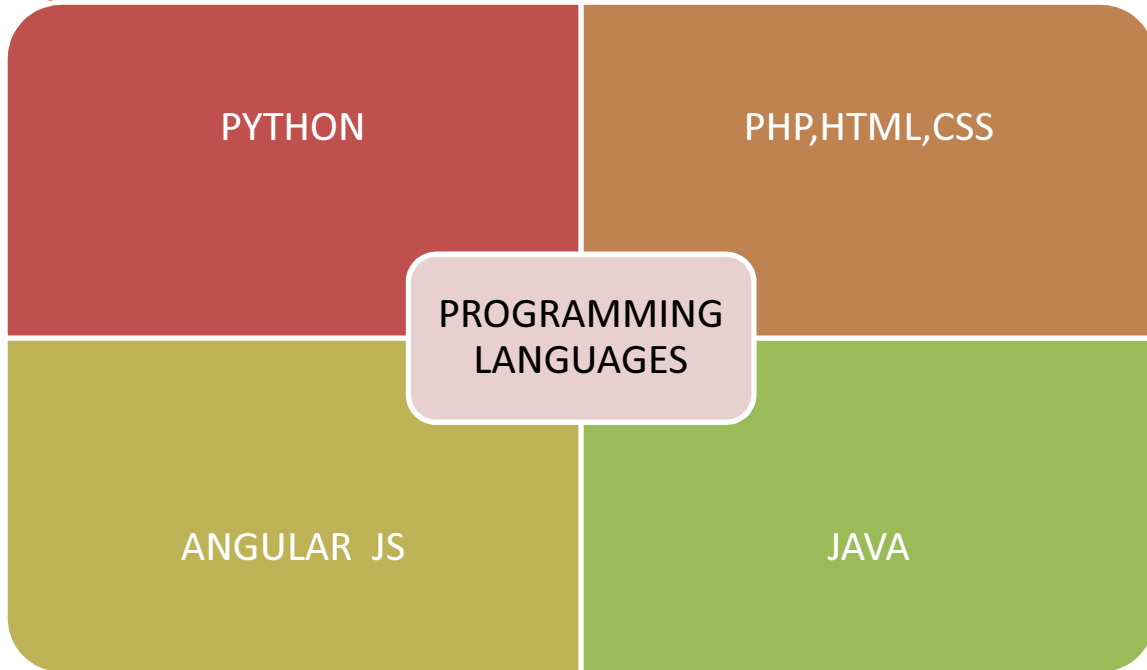 PYTHON
PHP,HTML,CSS
PROGRAMMING
LANGUAGES
ANGULAR  JS
JAVA